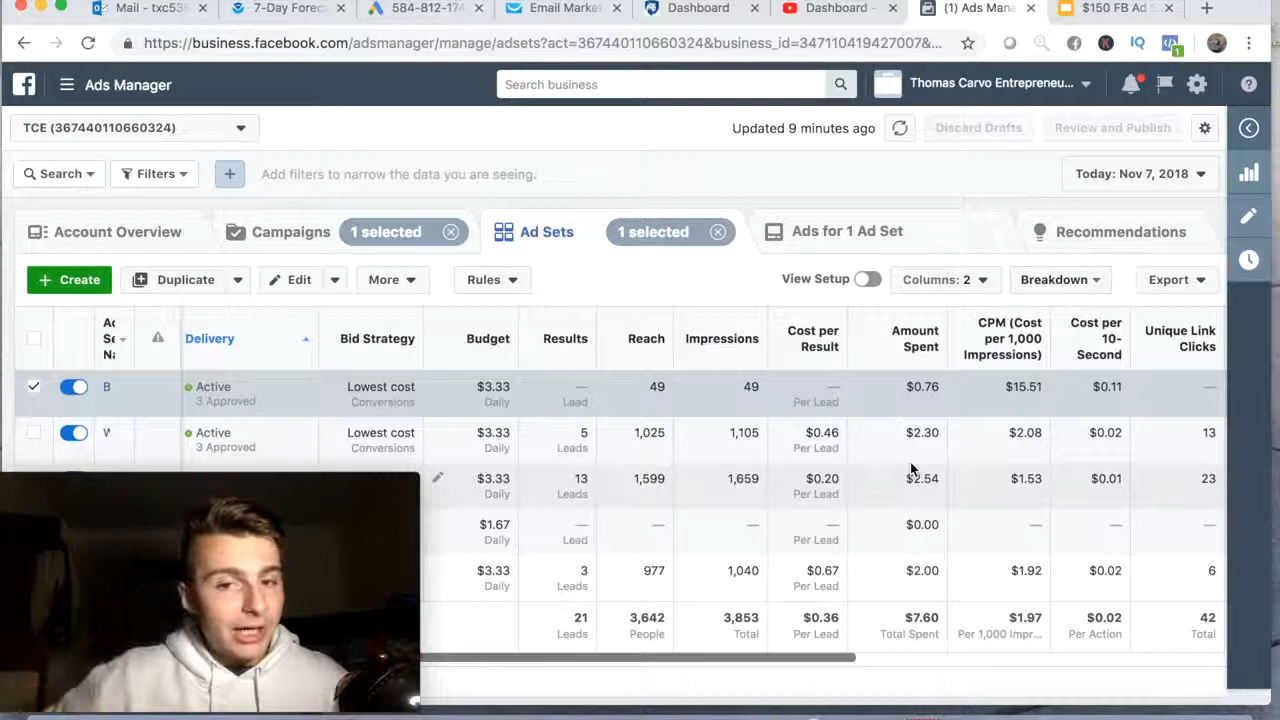 Mail - txc53
7-Day Forec
584-812-174
Email Marke
Dashboard
Dashboard -
(1) Ads Man
$150 FB Ad S
https://business.facebook.com/adsmanager/manage/adsets?act=367440110660324&business_id=347110419427007&...
IQ
1
Ads Manager
Search business
Thomas Carvo Entrepreneu...
TCE (367440110660324)
Updated 9 minutes ago
Discard Drafts
Review and Publish
Search
Filters
Add filters to narrow the data you are seeing.
Today: Nov 7, 2018
Account Overview
Campaigns
1 selected
Ad Sets
1 selected
Ads for 1 Ad Set
Recommendations
+ Create
Duplicate
Edit
More
Rules
View Setup
Columns: 2
Breakdown
Export
Delivery
Bid Strategy
Budget
Results
Reach
Impressions
Cost per
Result
Amount
Spent
CPM (Cost
per 1,000
Impressions)
Cost per
10-
Second
Unique Link
Clicks
B
Active
3 Approved
Lowest cost
Conversions
$3.33
Daily
—
Lead
49
49
—
Per Lead
$0.76
$15.51
$0.11
—
Active
3 Approved
Lowest cost
Conversions
$3.33
Daily
5
Leads
1,025
1,105
$0.46
Per Lead
$2.30
$2.08
$0.02
13
$3.33
Daily
13
Leads
1,599
1,659
$0.20
Per Lead
$2.54
$1.53
$0.01
23
$1.67
Daily
—
Lead
—
—
—
Per Lead
$0.00
—
—
—
$3.33
Daily
3
Leads
977
1,040
$0.67
Per Lead
$2.00
$1.92
$0.02
6
21
Leads
3,642
People
3,853
Total
$0.36
Per Lead
$7.60
Total Spent
$1.97
Per 1,000 Impr...
$0.02
Per Action
42
Total